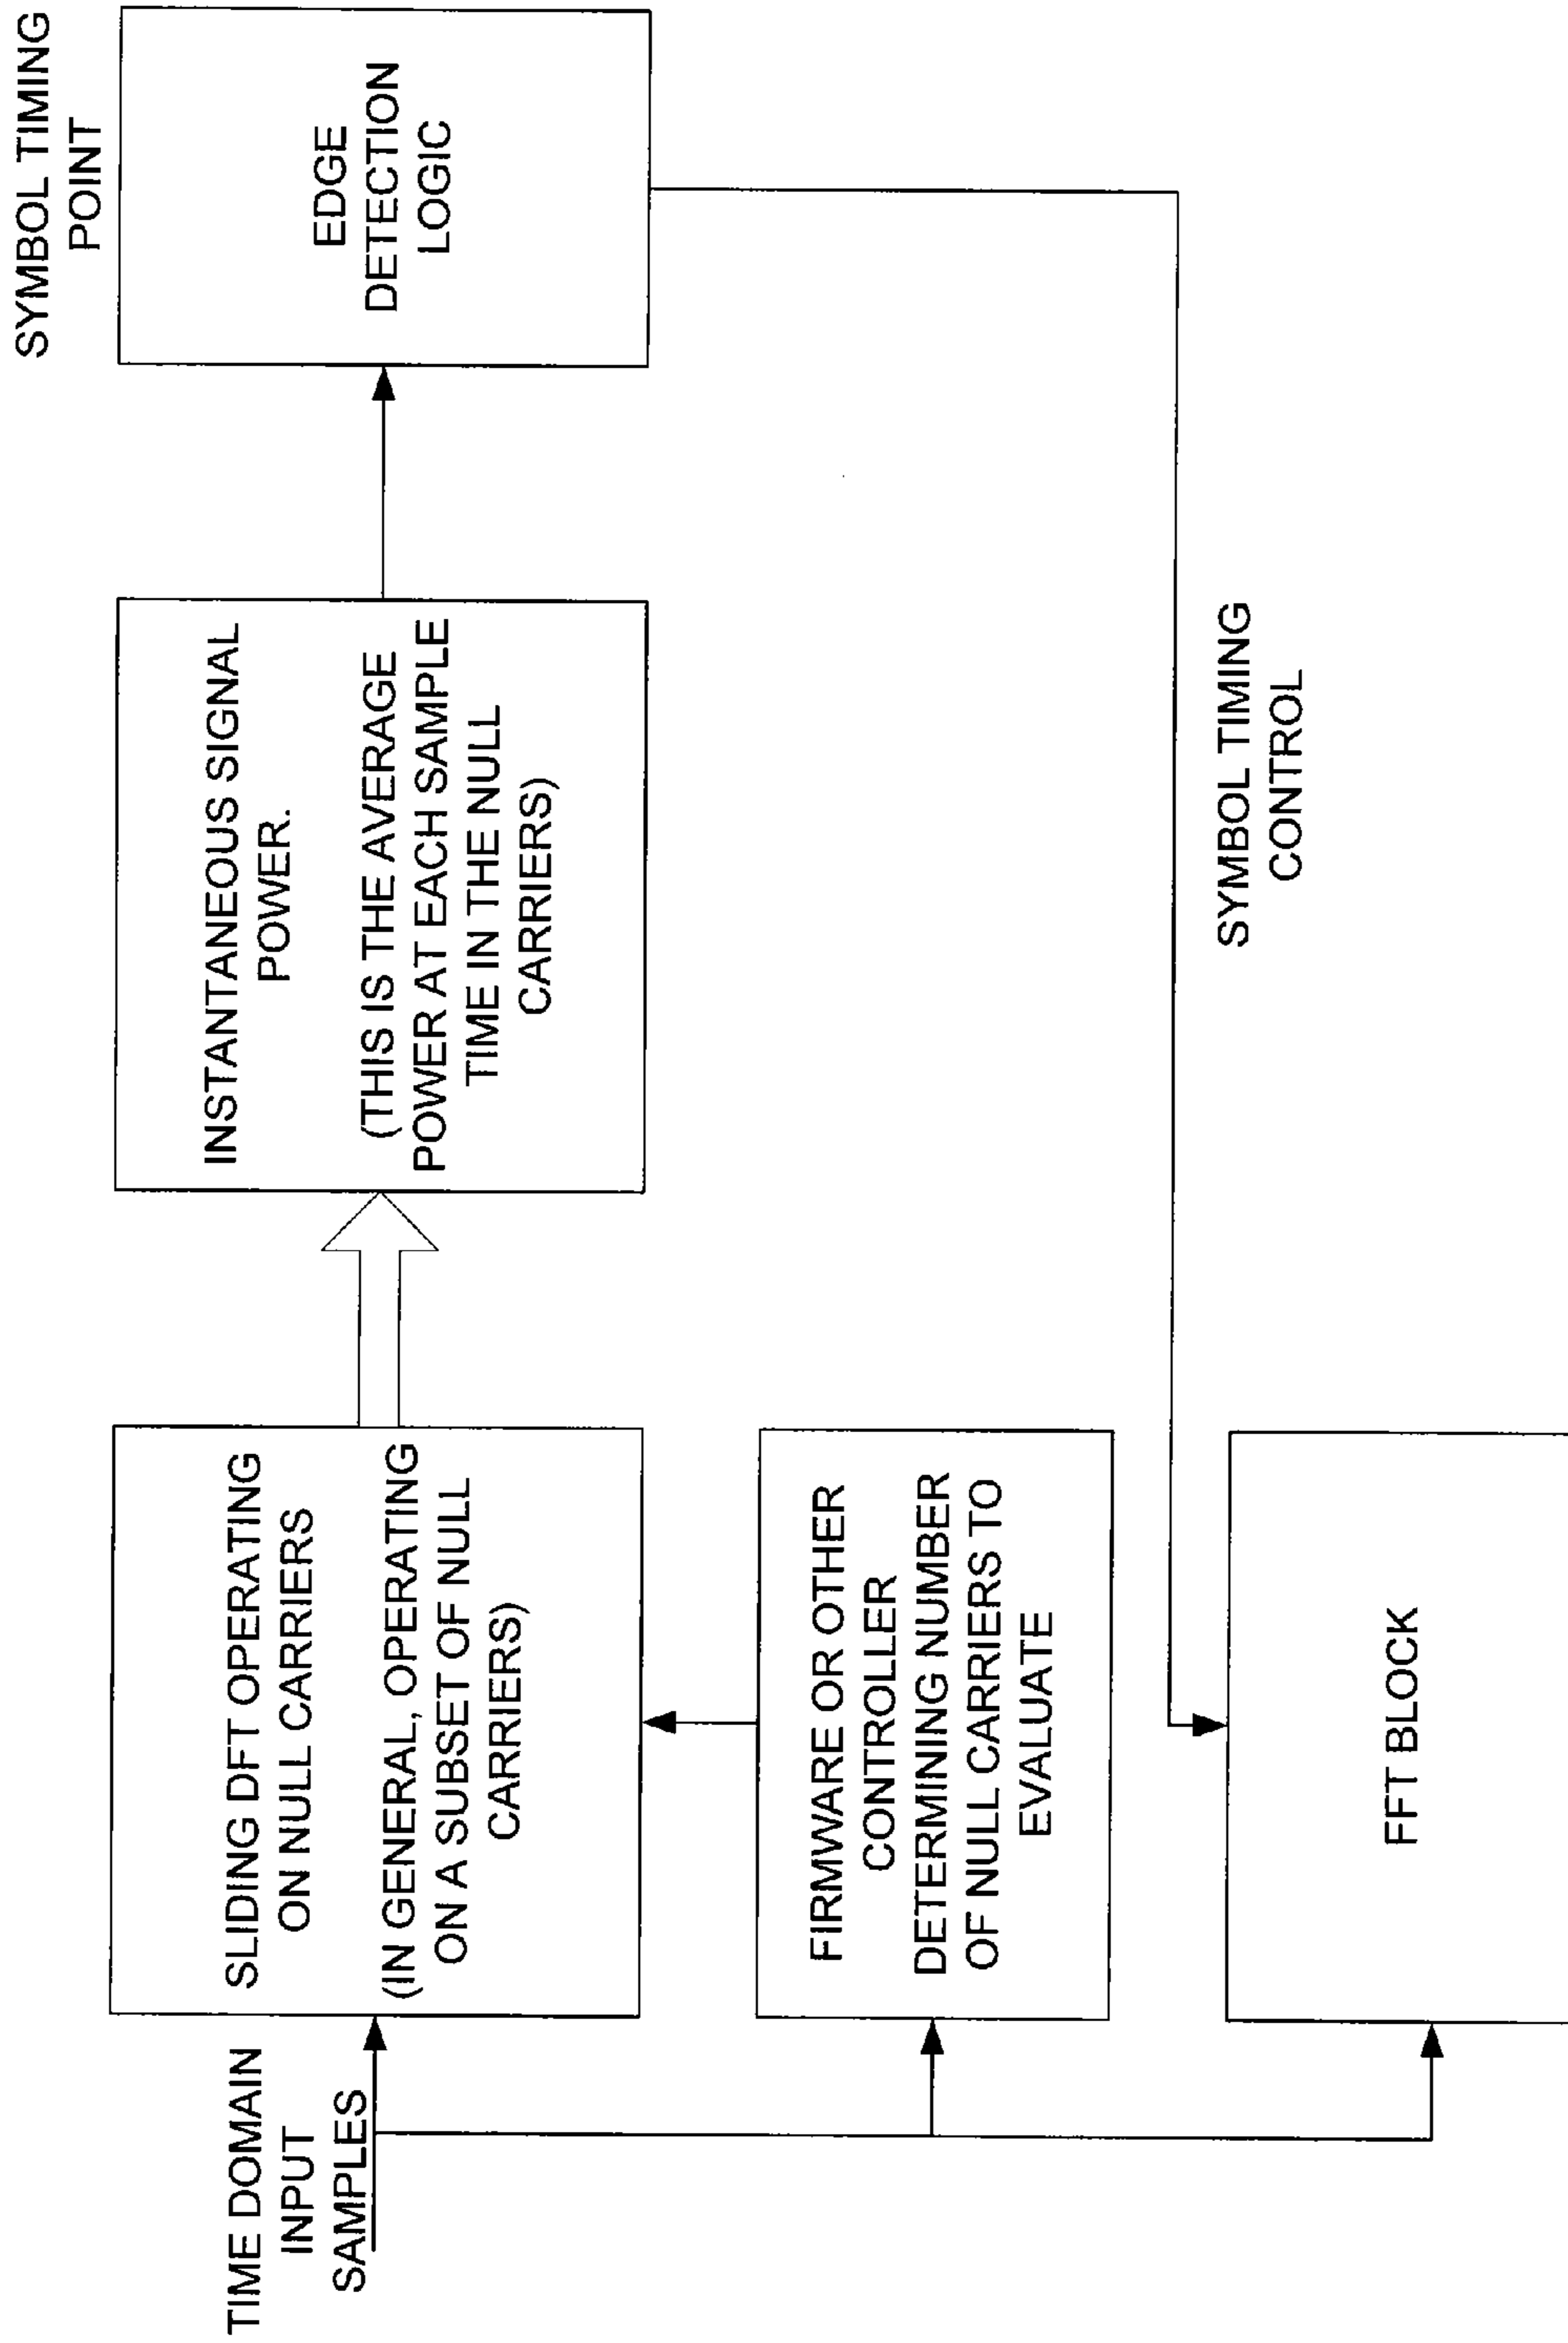 TIME DOMAIN
INPUT
SAMPLES
SLIDING DFT OPERATING
ON NULL CARRIERS
(IN GENERAL, OPERATING
ON A SUBSET OF NULL
CARRIERS)
INSTANTANEOUS SIGNAL
POWER.
(THIS IS THE AVERAGE
POWER AT EACH SAMPLE
TIME IN THE NULL
CARRIERS)
SYMBOL TIMING
POINT
EDGE
DETECTION
LOGIC
FIRMWARE OR OTHER
CONTROLLER
DETERMINING NUMBER
OF NULL CARRIERS TO
EVALUATE
SYMBOL TIMING
CONTROL
FFT BLOCK